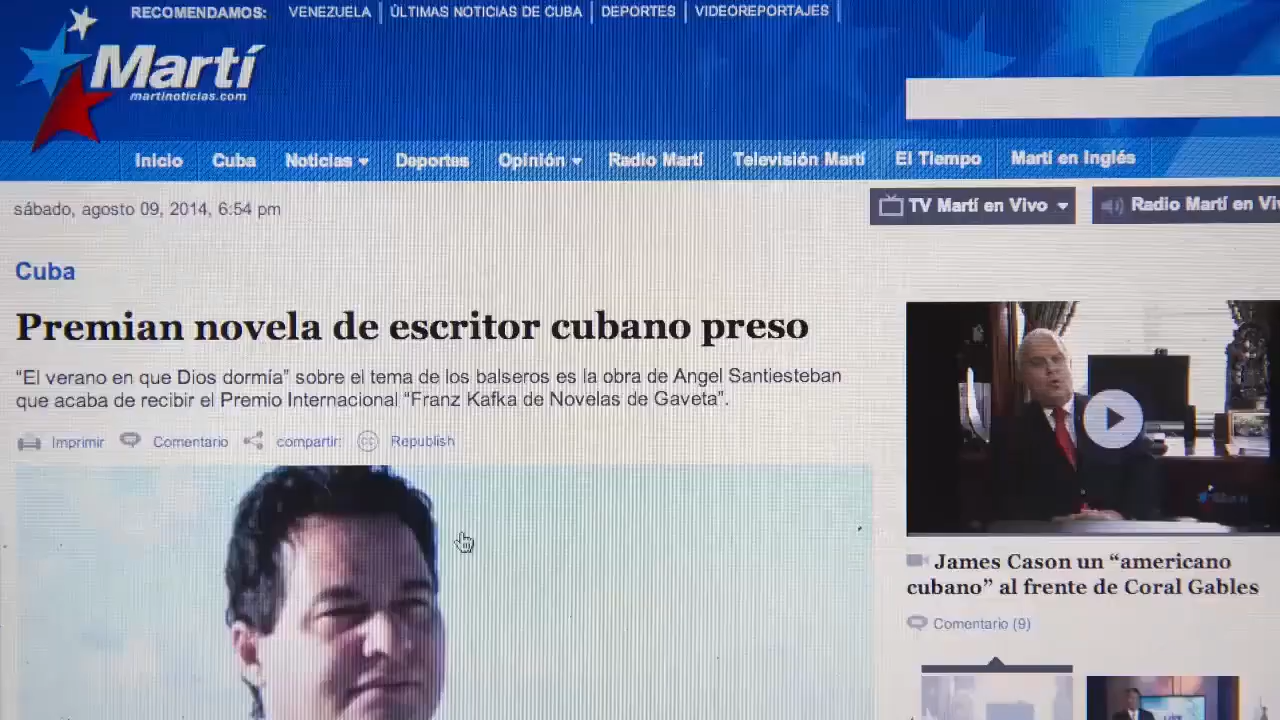 RECOMENDAMOS: VENEZUELA ÚLTIMAS NOTICIAS DE CUBA DEPORTES VIDEOREPORTAJES
Martí
martinoticias.com
Inicio Cuba Noticias Deportes Opinión Radio Martí Televisión Martí El Tiempo Martí en Inglés
sábado, agosto 09, 2014, 6:54 pm
TV Martí en Vivo Radio Martí en Viv
Cuba
Premian novela de escritor cubano preso
“El verano en que Dios dormía” sobre el tema de los balseros es la obra de Angel Santiesteban
que acaba de recibir el Premio Internacional “Franz Kafka de Novelas de Gaveta”.
Imprimir Comentario compartir: cc Republish
James Cason un “americano
cubano” al frente de Coral Gables
Comentario (9)